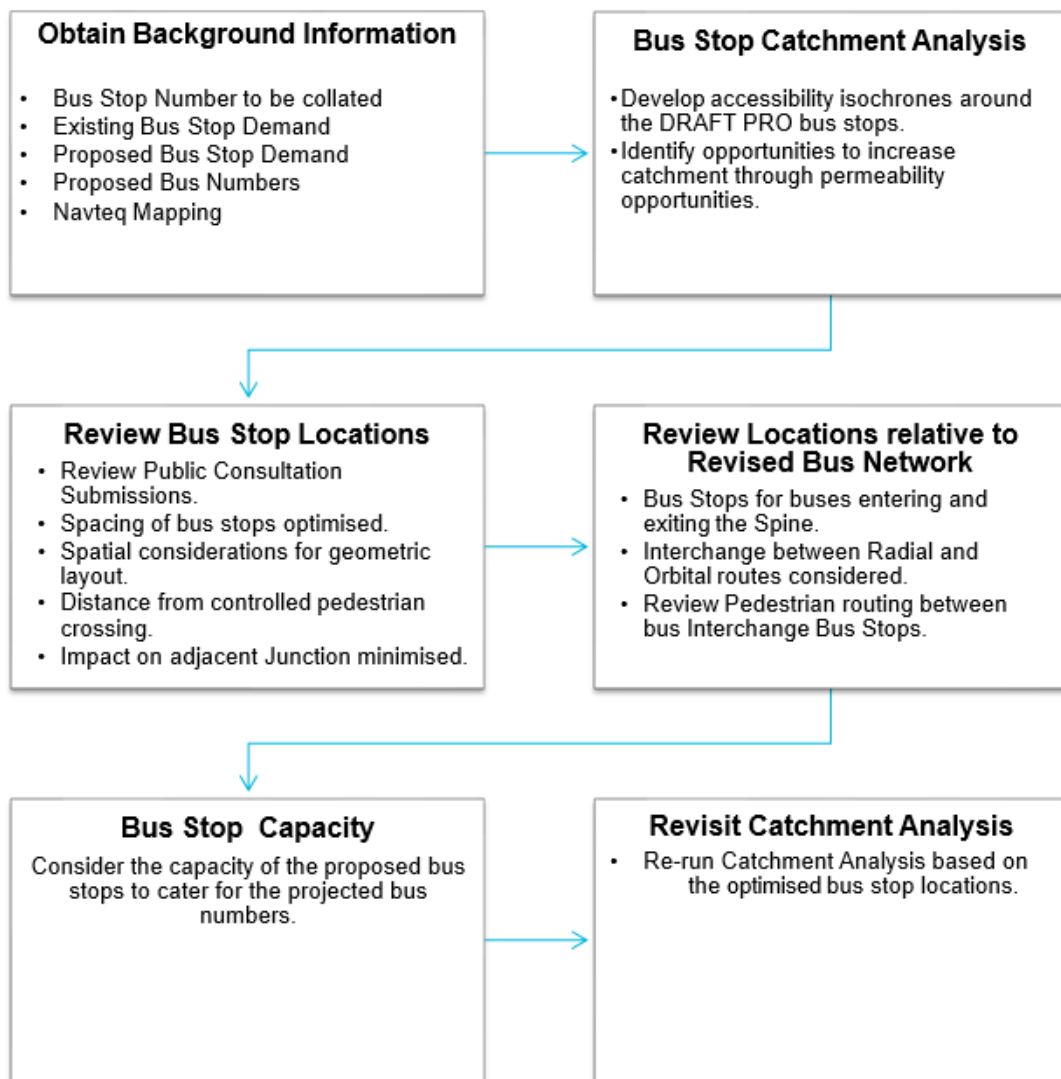 Obtain Background Information
• Bus Stop Number to be collated
• Existing Bus Stop Demand
• Proposed Bus Stop Demand
• Proposed Bus Numbers
• Navteq Mapping
Bus Stop Catchment Analysis
•Develop accessibility isochrones around
the DRAFT PRO bus stops.
•Identify opportunities to increase
catchment through permeability
opportunities.
Review Bus Stop Locations
• Review Public Consultation
Submissions.
• Spacing of bus stops optimised.
• Spatial considerations for geometric
layout.
• Distance from controlled pedestrian
crossing.
• Impact on adjacent Junction minimised.
Review Locations relative to
Revised Bus Network
• Bus Stops for buses entering and
exiting the Spine.
• Interchange between Radial and
Orbital routes considered.
• Review Pedestrian routing between
bus Interchange Bus Stops.
Bus Stop Capacity
Consider the capacity of the proposed bus
stops to cater for the projected bus
numbers.
Revisit Catchment Analysis
• Re-run Catchment Analysis based on
the optimised bus stop locations.